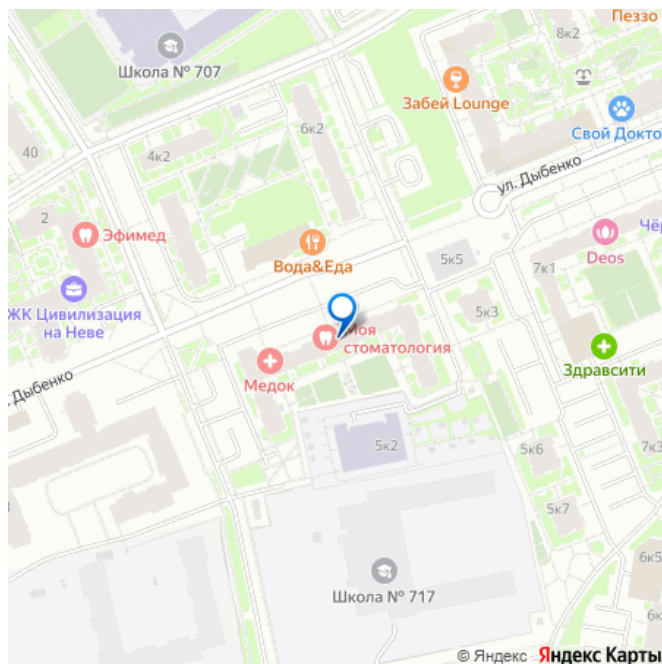 Пеззо
8к2
Школа № 707
Забей Lounge
Свой Докто
6к2
40
4к2
ул. Дыбенко
2
Эфимед
Вода&Еда
5к5
Чёр
Deos
7к1
ЖК Цивилизация
на Неве
5к3
Моя
стоматология
Медок
Здравсити
л. Дыбенко
5к2
5к6
7к3
5к7
Школа № 717
6к5
6к
© Яндекс Яндекс Карты